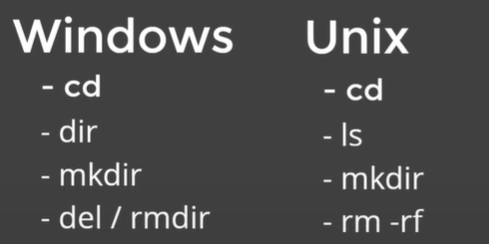 Windows
- cd
- dir
- mkdir
- del / rmdir
Unix
- cd
- ls
- mkdir
- rm -rf